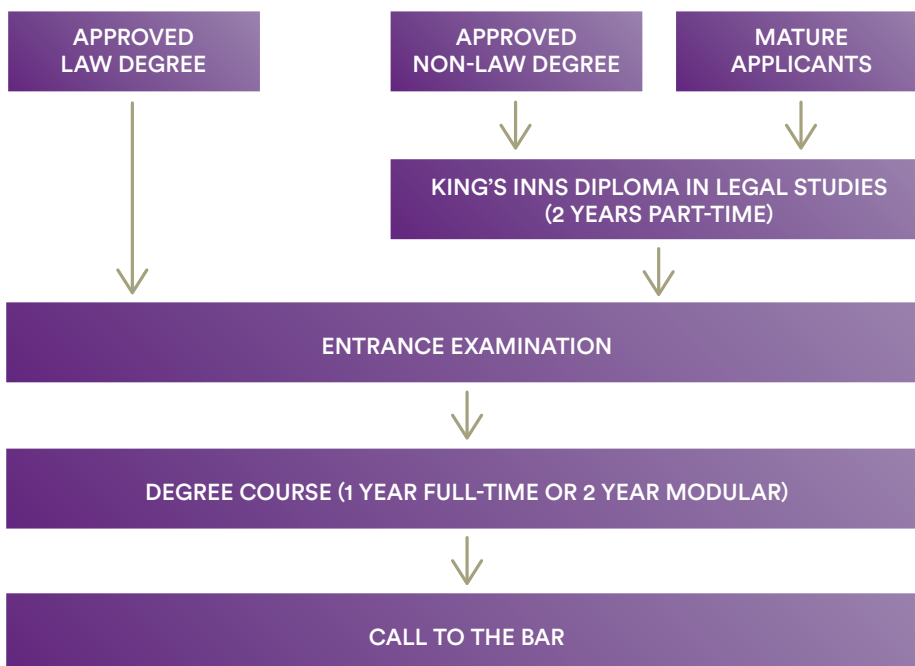 APPROVED
LAW DEGREE
APPROVED
NON-LAW DEGREE
MATURE
APPLICANTS
KING’S INNS DIPLOMA IN LEGAL STUDIES
(2 YEARS PART-TIME)
ENTRANCE EXAMINATION
DEGREE COURSE (1 YEAR FULL-TIME OR 2 YEAR MODULAR)
CALL TO THE BAR